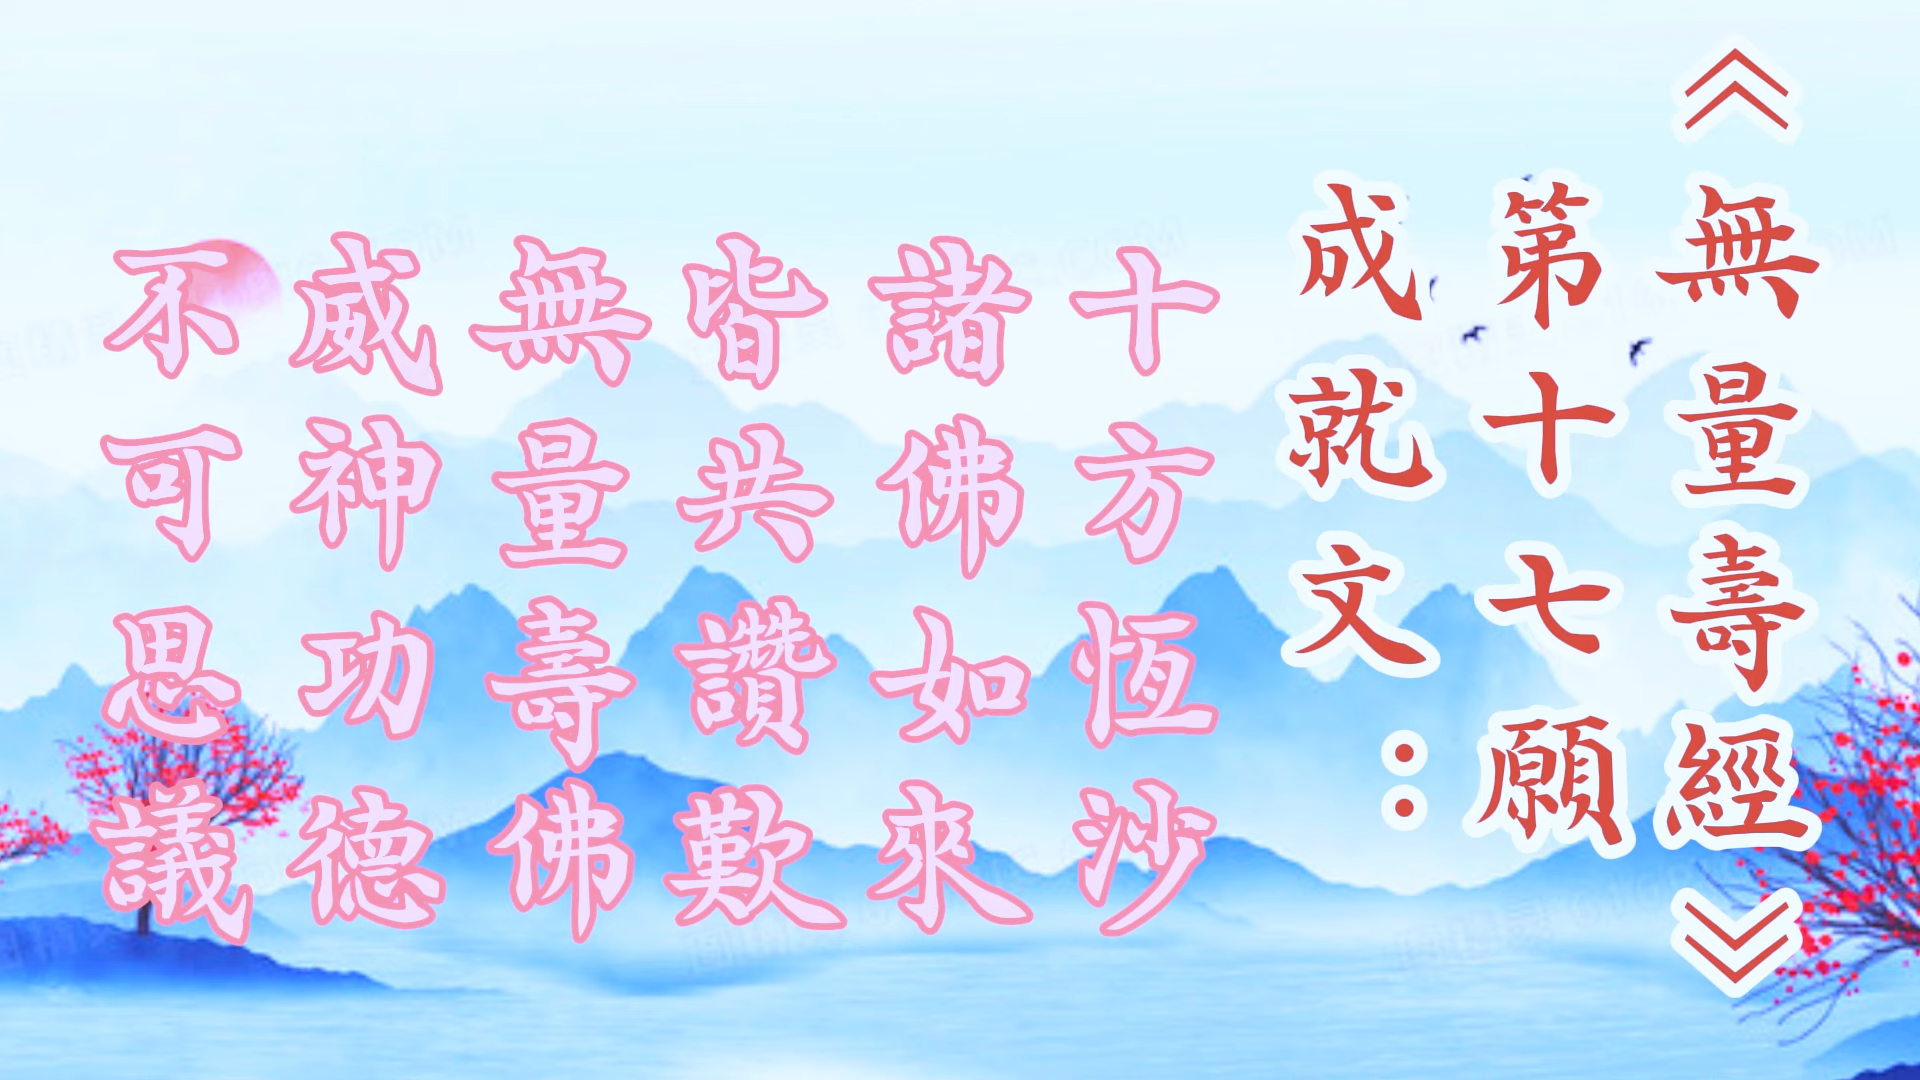 《無量壽經》
第十七願
成就文：
十方恆沙
諸佛如來
皆共讚歎
無量壽佛
威神功德
不可思議